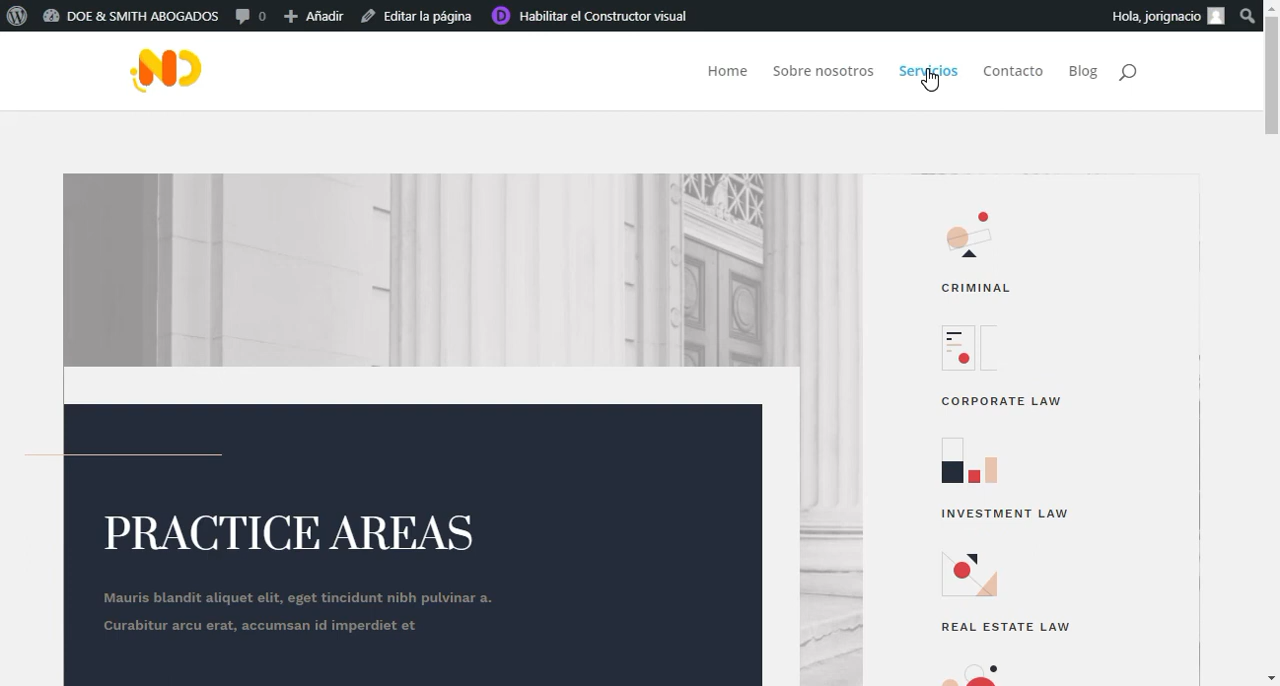 DOE & SMITH ABOGADOS 0 Añadir Editar la página Habilitar el Constructor visual Hola, jorignacio
ND Home Sobre nosotros Servicios Contacto Blog
CRIMINAL
CORPORATE LAW
INVESTMENT LAW
REAL ESTATE LAW
PRACTICE AREAS
Mauris blandit aliquet elit, eget tincidunt nibh pulvinar a.
Curabitur arcu erat, accumsan id imperdiet et